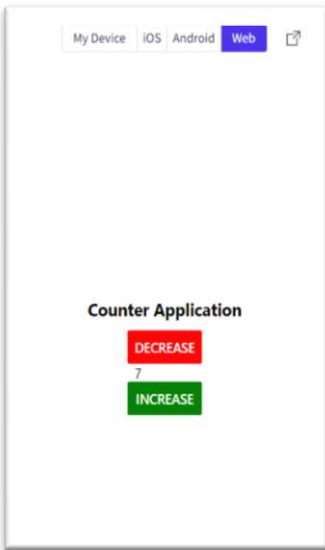 My Device iOS Android Web
Counter Application
DECREASE
7
INCREASE